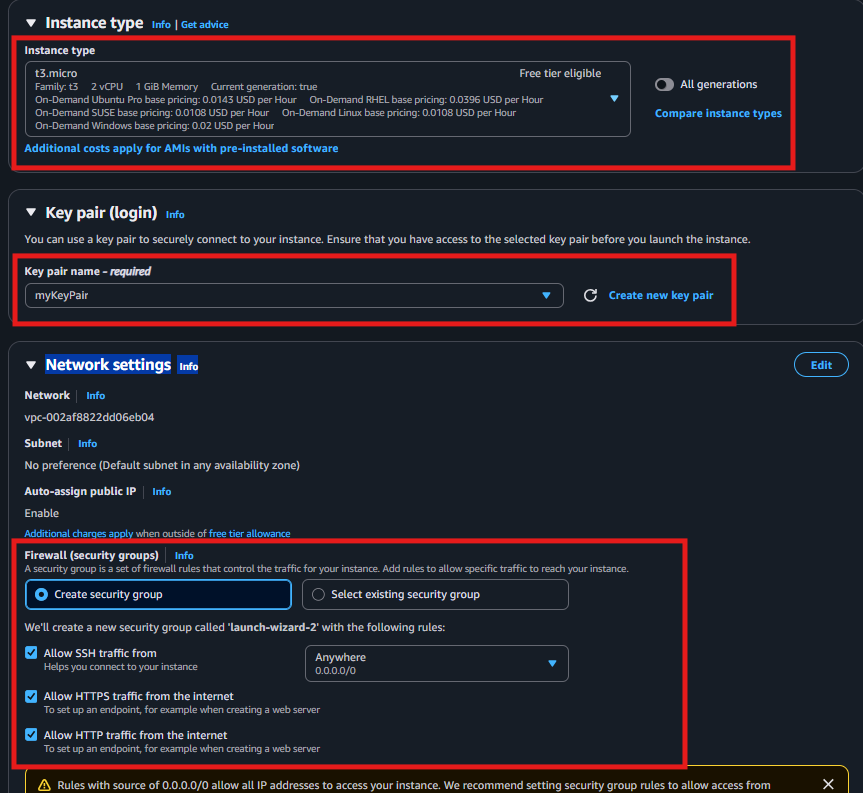 Instance type Info | Get advice
Instance type
t3.micro Free tier eligible
Family: t3 2 vCPU 1 GiB Memory Current generation: true
On-Demand Ubuntu Pro base pricing: 0.0143 USD per Hour On-Demand RHEL base pricing: 0.0396 USD per Hour
On-Demand SUSE base pricing: 0.0108 USD per Hour On-Demand Linux base pricing: 0.0108 USD per Hour
On-Demand Windows base pricing: 0.02 USD per Hour
All generations
Compare instance types
Additional costs apply for AMIs with pre-installed software
Key pair (login) Info
You can use a key pair to securely connect to your instance. Ensure that you have access to the selected key pair before you launch the instance.
Key pair name - required
myKeyPair
Create new key pair
Network settings Info
Edit
Network Info
vpc-002af8822dd06eb04
Subnet Info
No preference (Default subnet in any availability zone)
Auto-assign public IP Info
Enable
Additional charges apply when outside of free tier allowance
Firewall (security groups) Info
A security group is a set of firewall rules that control the traffic for your instance. Add rules to allow specific traffic to reach your instance.
Create security group Select existing security group
We'll create a new security group called 'launch-wizard-2' with the following rules:
Allow SSH traffic from
Helps you connect to your instance
Anywhere
0.0.0.0/0
Allow HTTPS traffic from the internet
To set up an endpoint, for example when creating a web server
Allow HTTP traffic from the internet
To set up an endpoint, for example when creating a web server
Rules with source of 0.0.0.0/0 allow all IP addresses to access your instance. We recommend setting security group rules to allow access from